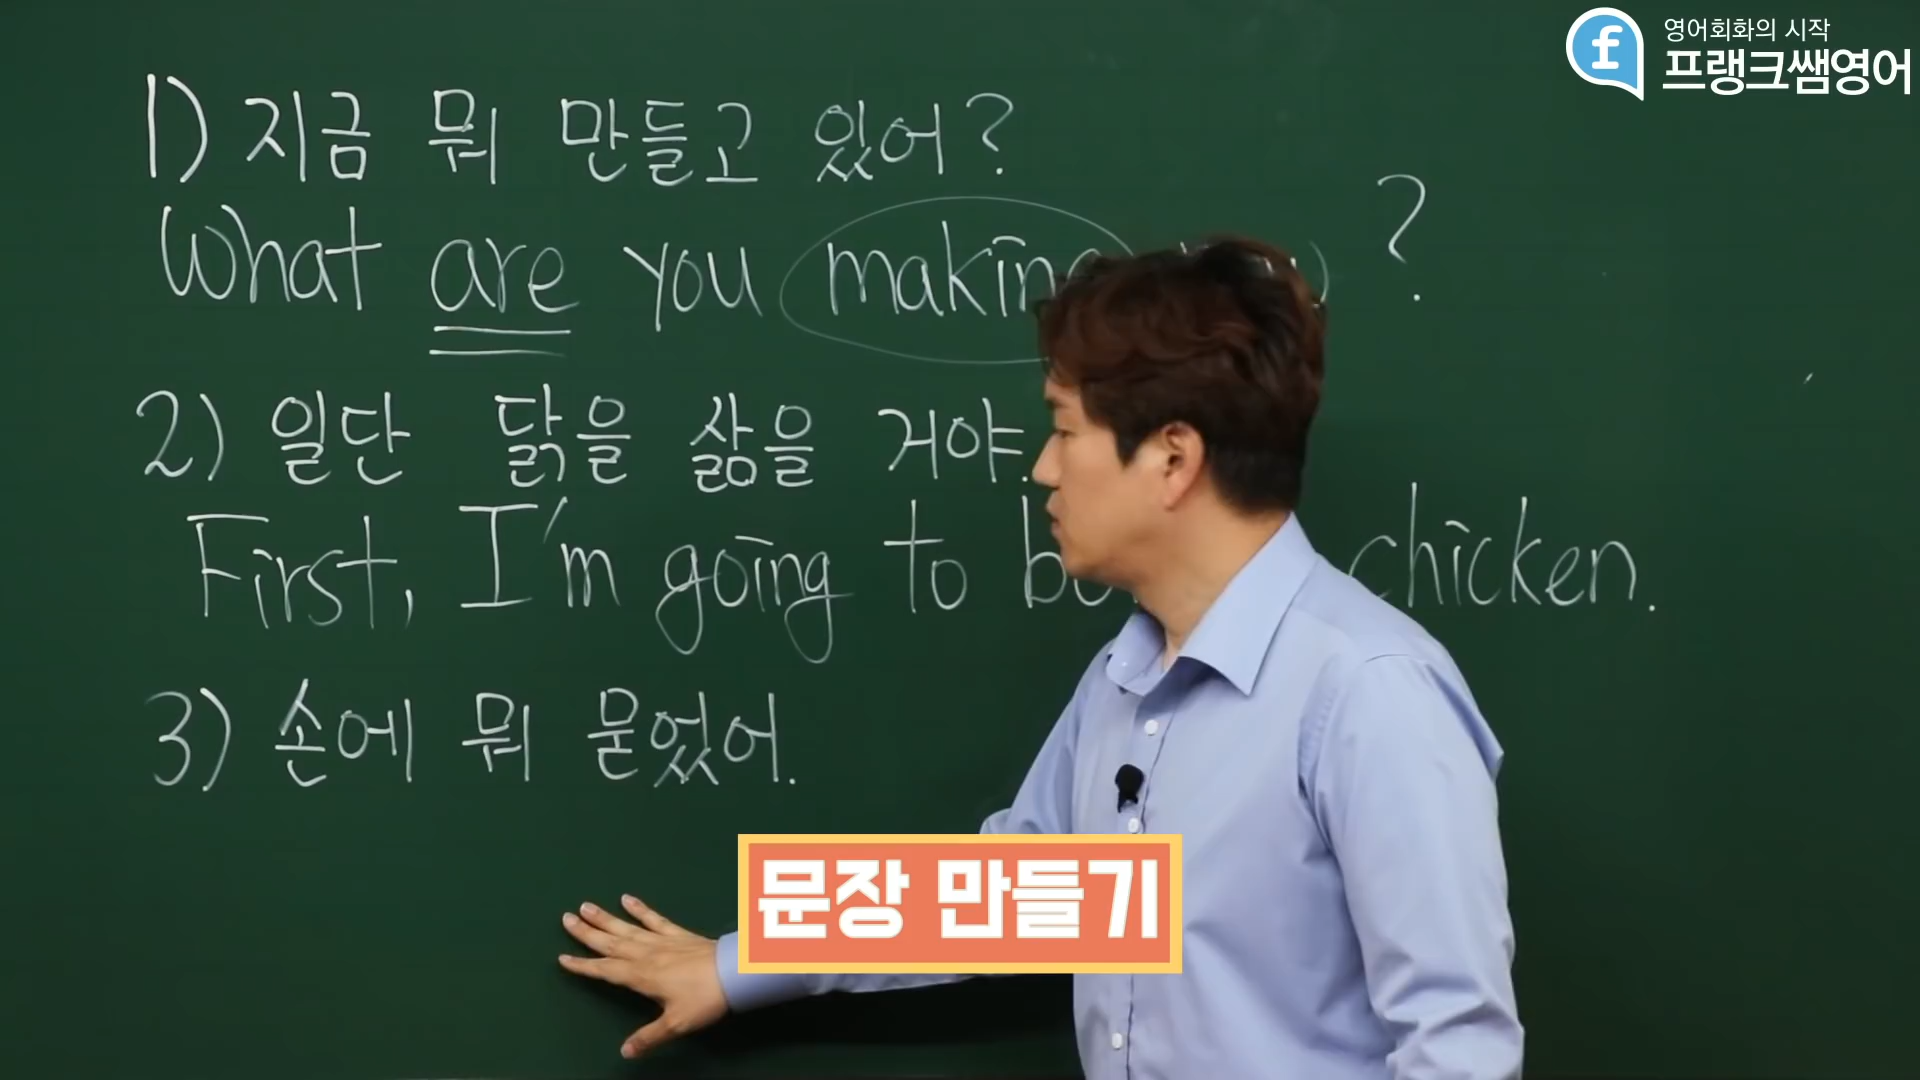 영어회화의 시작
프랭크쌤영어
1) 지금 뭐 만들고 있어?
What are you making ?
2) 일단 닭을 삶을 거야.
First, I'm going to chicken.
3) 손에 뭐 묻었어.
문장 만들기